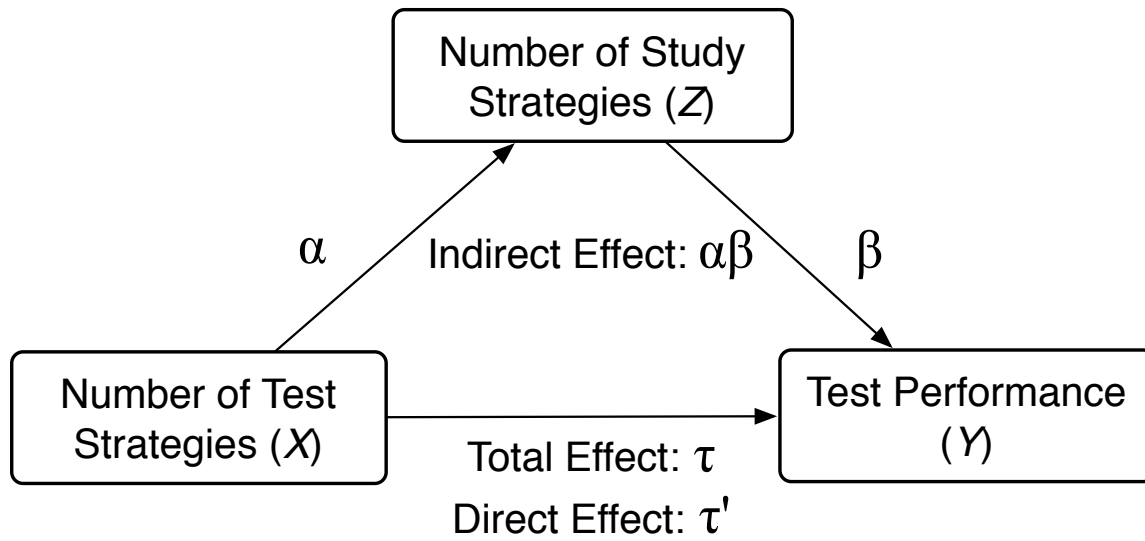 Number of Study
Strategies (Z)
α
Indirect Effect: αβ
β
Number of Test
Strategies (X)
Test Performance
(Y)
Total Effect: τ
Direct Effect: τ'